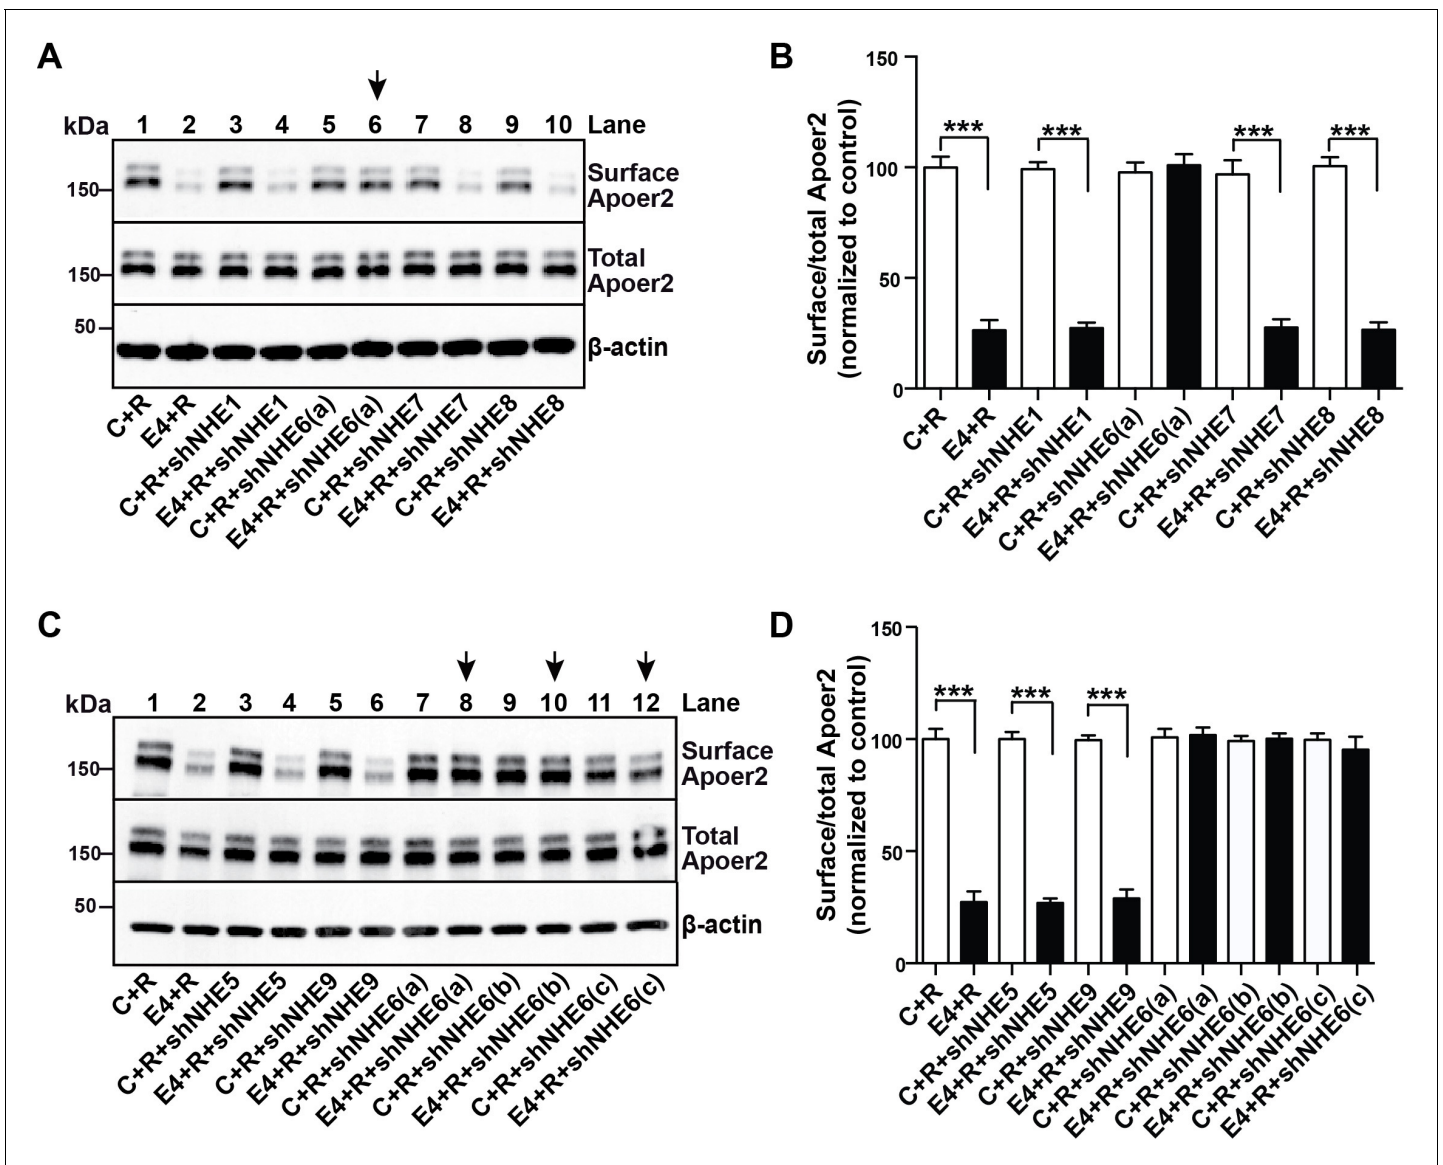 A
kDa 1 2 3 4 5 6 7 8 9 10 Lane
150
Surface
Apoer2
150
Total
Apoer2
50
β-actin
C+R
E4+R
C+R+shNHE1
E4+R+shNHE1
C+R+shNHE6(a)
E4+R+shNHE6(a)
C+R+shNHE7
E4+R+shNHE7
C+R+shNHE8
E4+R+shNHE8
B
Surface/total Apoer2
(normalized to control)
150
100
50
0
*** *** *** ***
C+R
E4+R
C+R+shNHE1
E4+R+shNHE1
C+R+shNHE6(a)
E4+R+shNHE6(a)
C+R+shNHE7
E4+R+shNHE7
C+R+shNHE8
E4+R+shNHE8
C
kDa 1 2 3 4 5 6 7 8 9 10 11 12 Lane
150
Surface
Apoer2
150
Total
Apoer2
50
β-actin
C+R
E4+R
C+R+shNHE5
E4+R+shNHE5
C+R+shNHE9
E4+R+shNHE9
C+R+shNHE6(a)
E4+R+shNHE6(a)
C+R+shNHE6(b)
E4+R+shNHE6(b)
C+R+shNHE6(c)
E4+R+shNHE6(c)
D
Surface/total Apoer2
(normalized to control)
150
100
50
0
*** *** ***
C+R
E4+R
C+R+shNHE5
E4+R+shNHE5
C+R+shNHE9
E4+R+shNHE9
C+R+shNHE6(a)
E4+R+shNHE6(a)
C+R+shNHE6(b)
E4+R+shNHE6(b)
C+R+shNHE6(c)
E4+R+shNHE6(c)